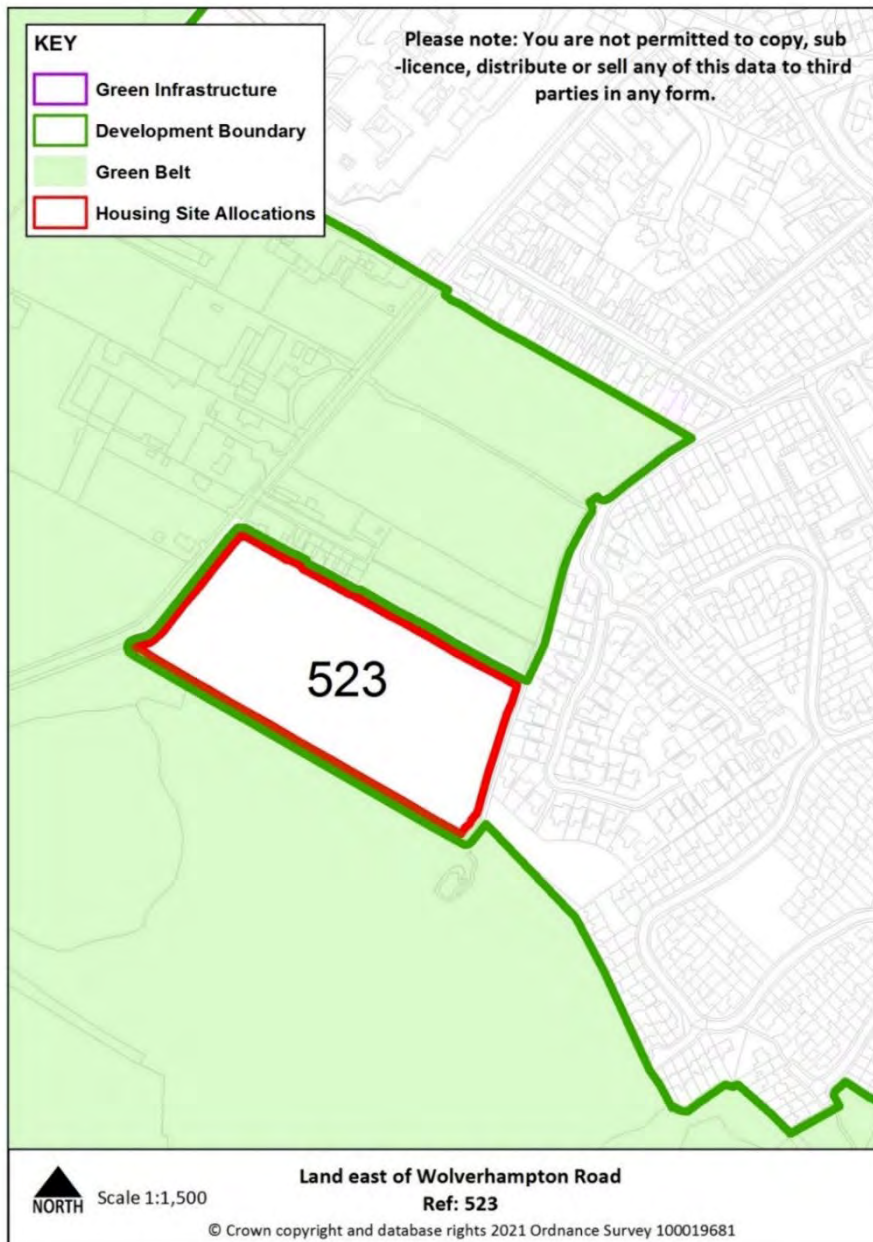 KEY
Green Infrastructure
Development Boundary
Green Belt
Housing Site Allocations
Please note: You are not permitted to copy, sub
-licence, distribute or sell any of this data to third
parties in any form.
523
NORTH
Scale 1:1,500
Land east of Wolverhampton Road
Ref: 523
© Crown copyright and database rights 2021 Ordnance Survey 100019681